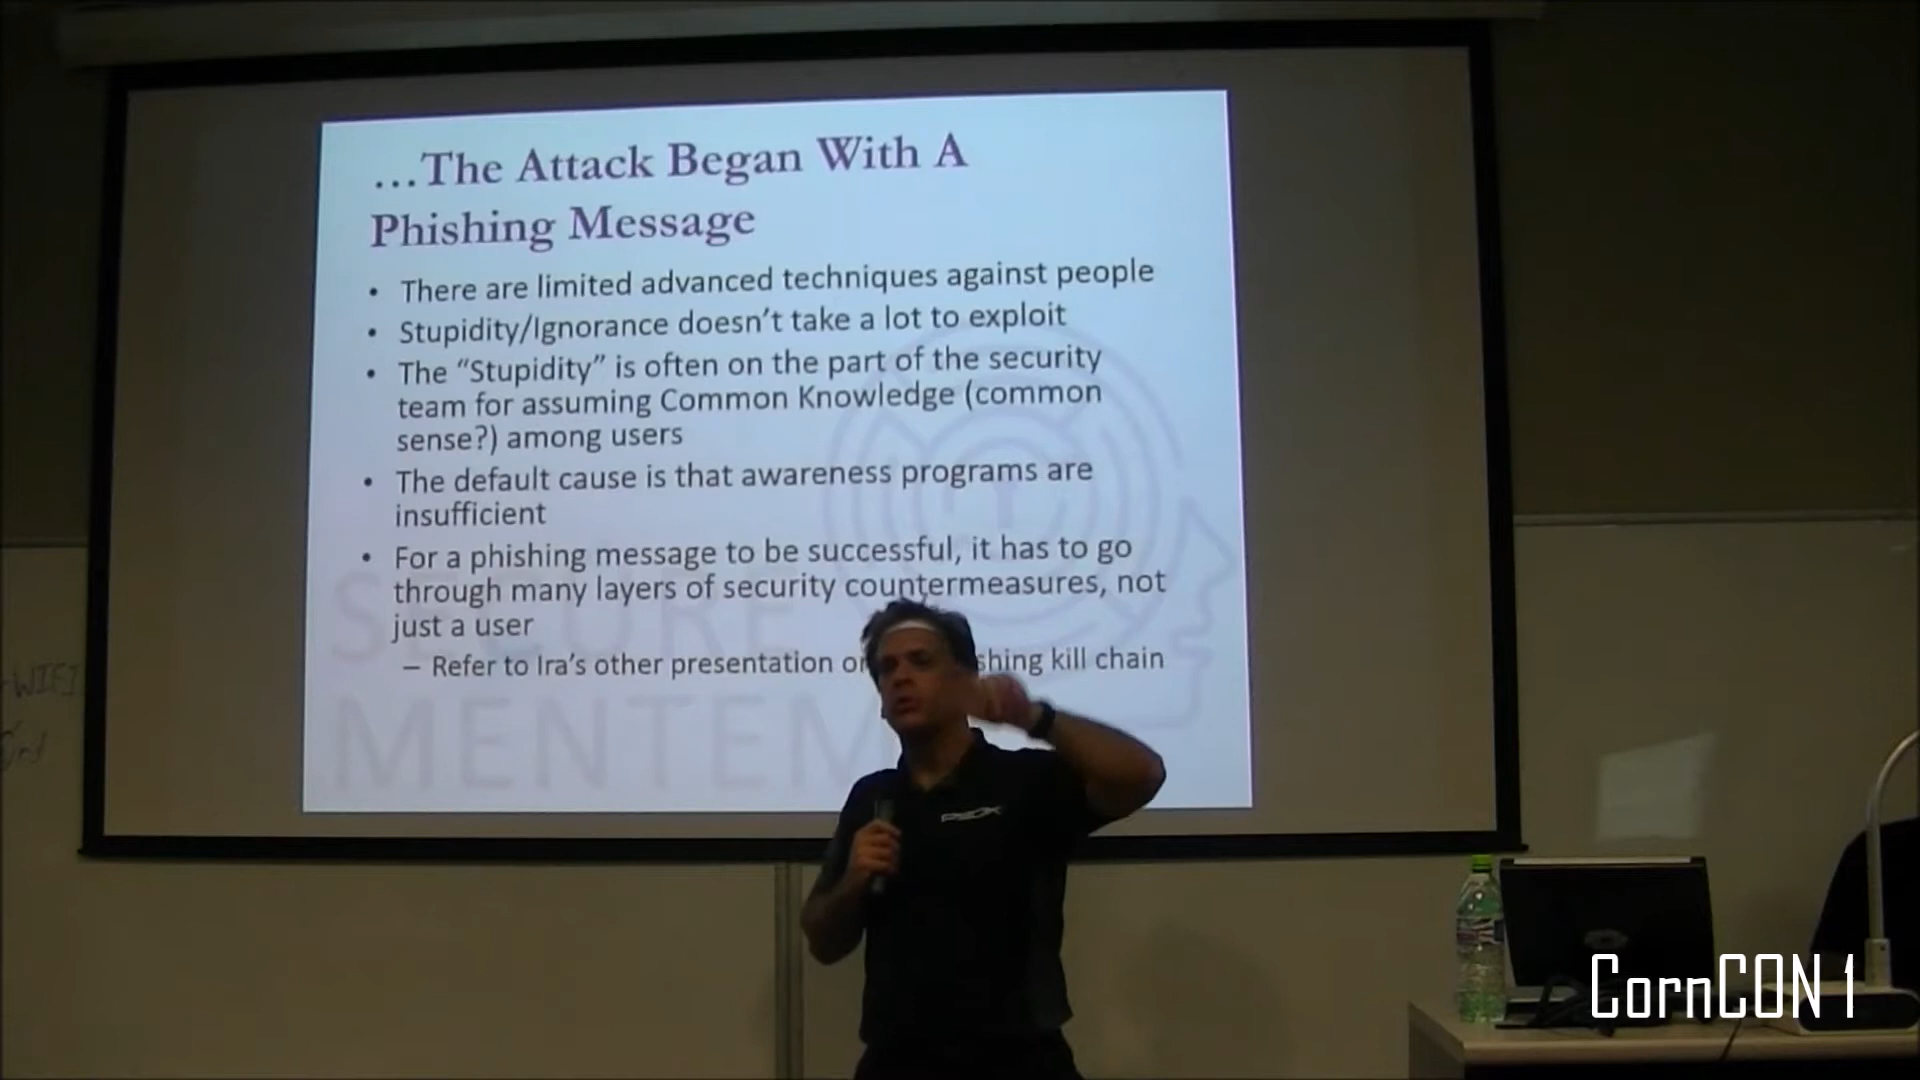 ...The Attack Began With A
Phishing Message
• There are limited advanced techniques against people
• Stupidity/Ignorance doesn't take a lot to exploit
• The “Stupidity” is often on the part of the security
team for assuming Common Knowledge (common
sense?) among users
• The default cause is that awareness programs are
insufficient
• For a phishing message to be successful, it has to go
through many layers of security countermeasures, not
just a user
– Refer to Ira's other presentation kill chain
SECURE
MENTEM
WIFI
CornCON 1